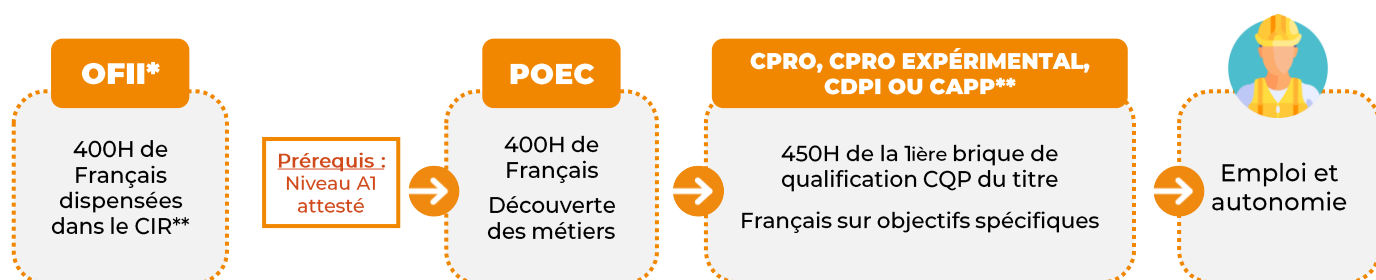 OFII*
400H de
Français
dispensées
dans le CIR**
Prérequis :
Niveau A1
attesté
POEC
400H de
Français
Découverte
des métiers
CPRO, CPRO EXPÉRIMENTAL,
CDPI OU CAPP**
450H de la 1ière brique de
qualification CQP du titre
Français sur objectifs spécifiques
Emploi et
autonomie